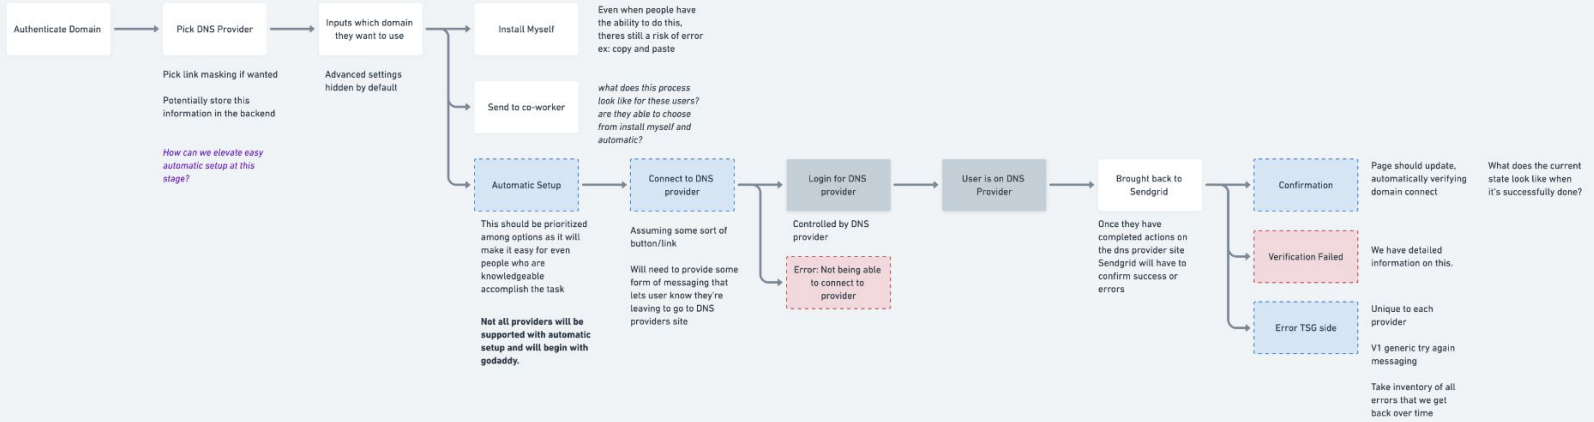 Authenticate Domain
Pick DNS Provider
Pick link masking if wanted
Potentially store this
information in the backend
How can we elevate easy
automatic setup at this
stage?
Inputs which domain
they want to use
Advanced settings
hidden by default
Install Myself
Even when people have
the ability to do this,
theres still a risk of error
ex: copy and paste
Send to co-worker
what does this process
look like for these users?
are they able to choose
from install myself and
automatic?
Automatic Setup
This should be prioritized
among options as it will
make it easy for even
people who are
knowledgeable
accomplish the task
Not all providers will be
supported with automatic
setup and will begin with
godaddy.
Connect to DNS
provider
Assuming some sort of
button/link
Will need to provide some
form of messaging that
lets user know they're
leaving to go to DNS
providers site
Login for DNS
provider
Controlled by DNS
provider
Error: Not being able
to connect to
provider
User is on DNS
Provider
Brought back to
Sendgrid
Once they have
completed actions on
the dns provider site
Sendgrid will have to
confirm success or
errors
Confirmation
Page should update,
automatically verifying
domain connect
What does the current
state look like when
it's successfully done?
Verification Failed
We have detailed
information on this.
Error TSG side
Unique to each
provider
V1 generic try again
messaging
Take inventory of all
errors that we get
back over time